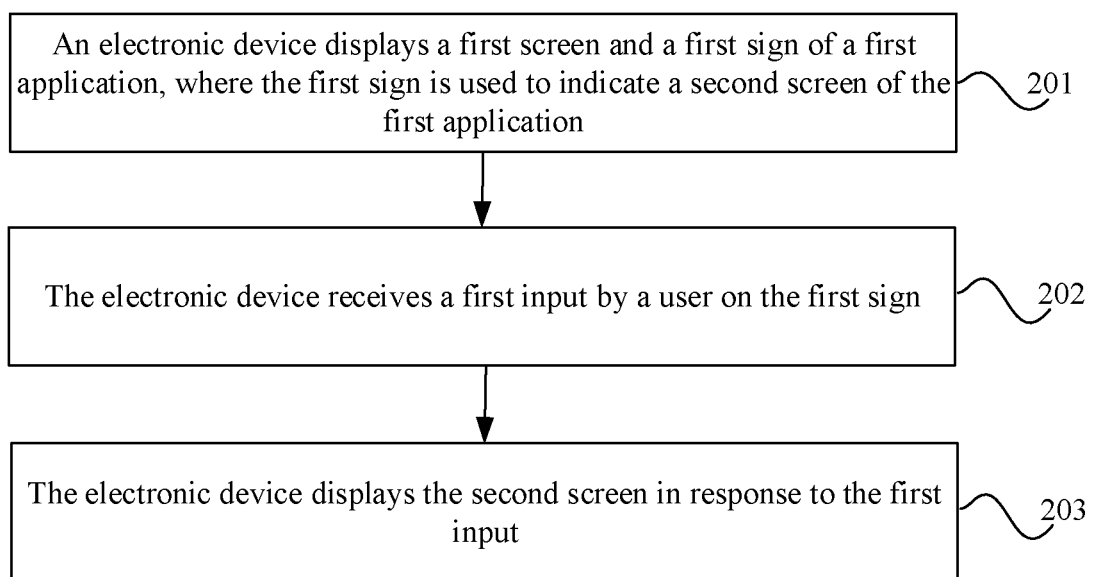 An electronic device displays a first screen and a first sign of a first
application, where the first sign is used to indicate a second screen of the
first application
201
The electronic device receives a first input by a user on the first sign
202
The electronic device displays the second screen in response to the first
input
203